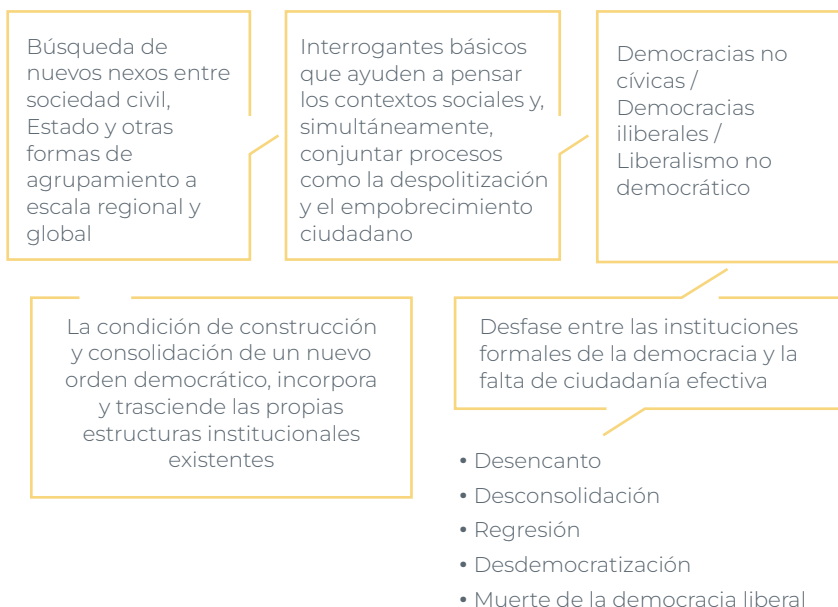 Búsqueda de
nuevos nexos entre
sociedad civil,
Estado y otras
formas de
agrupamiento a
escala regional y
global
Interrogantes básicos
que ayuden a pensar
los contextos sociales y,
simultáneamente,
conjuntar procesos
como la despolitización
y el empobrecimiento
ciudadano
Democracias no
cívicas /
Democracias
iliberales /
Liberalismo no
democrático
La condición de construcción
y consolidación de un nuevo
orden democrático, incorpora
y trasciende las propias
estructuras institucionales
existentes
Desfase entre las instituciones
formales de la democracia y la
falta de ciudadanía efectiva
• Desencanto
• Desconsolidación
• Regresión
• Desdemocratización
• Muerte de la democracia liberal